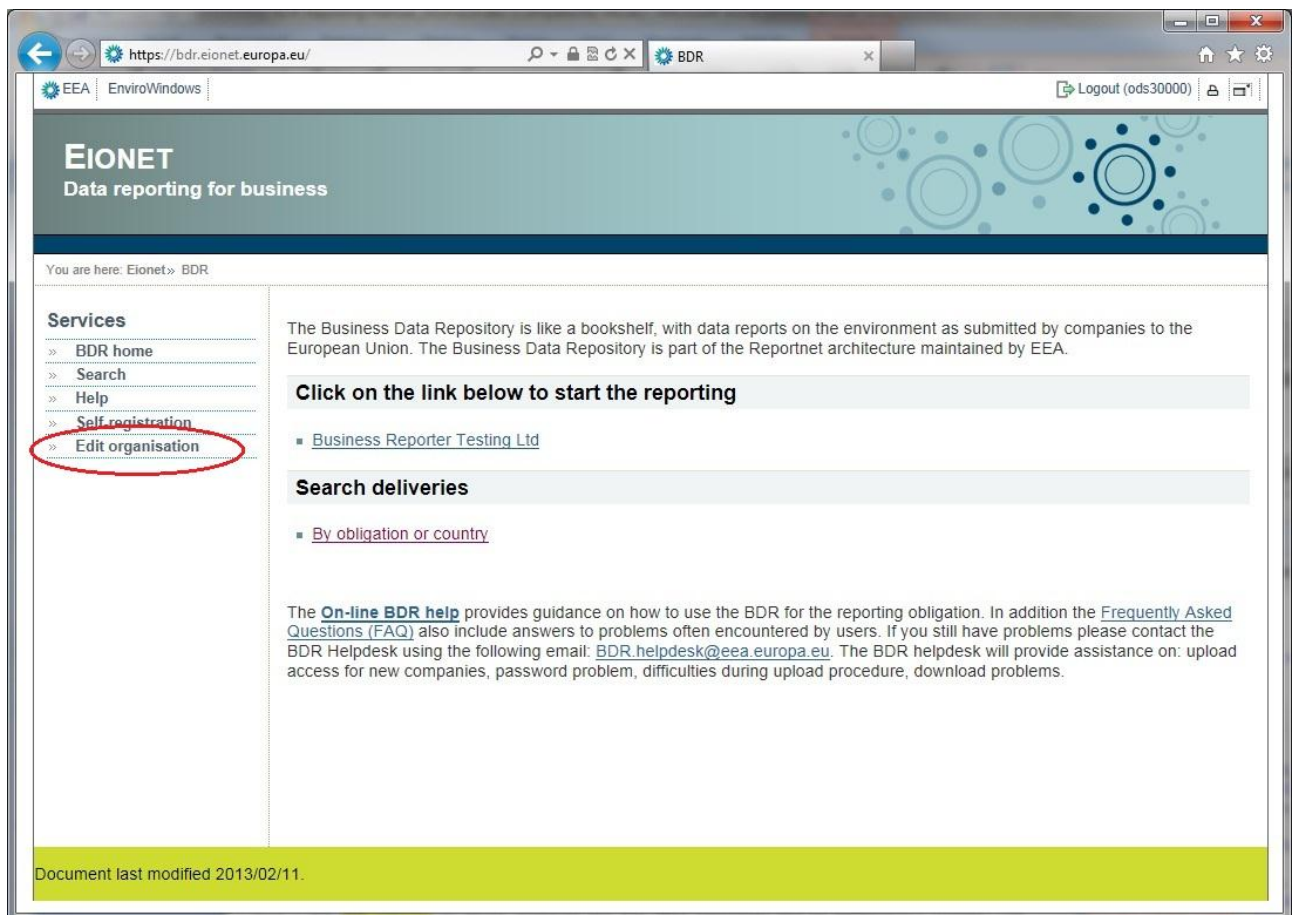 https://bdr.eionet.europa.eu/
BDR
EEA
EnviroWindows
Logout (ods30000)
EIONET
Data reporting for business
You are here: Eionet» BDR
Services
» BDR home
» Search
» Help
» Self-registration
» Edit organisation
The Business Data Repository is like a bookshelf, with data reports on the environment as submitted by companies to the
European Union. The Business Data Repository is part of the Reportnet architecture maintained by EEA.
Click on the link below to start the reporting
Business Reporter Testing Ltd
Search deliveries
By obligation or country
The On-line BDR help provides guidance on how to use the BDR for the reporting obligation. In addition the Frequently Asked
Questions (FAQ) also include answers to problems often encountered by users. If you still have problems please contact the
BDR Helpdesk using the following email: BDR.helpdesk@eea.europa.eu. The BDR helpdesk will provide assistance on: upload
access for new companies, password problem, difficulties during upload procedure, download problems.
Document last modified 2013/02/11.